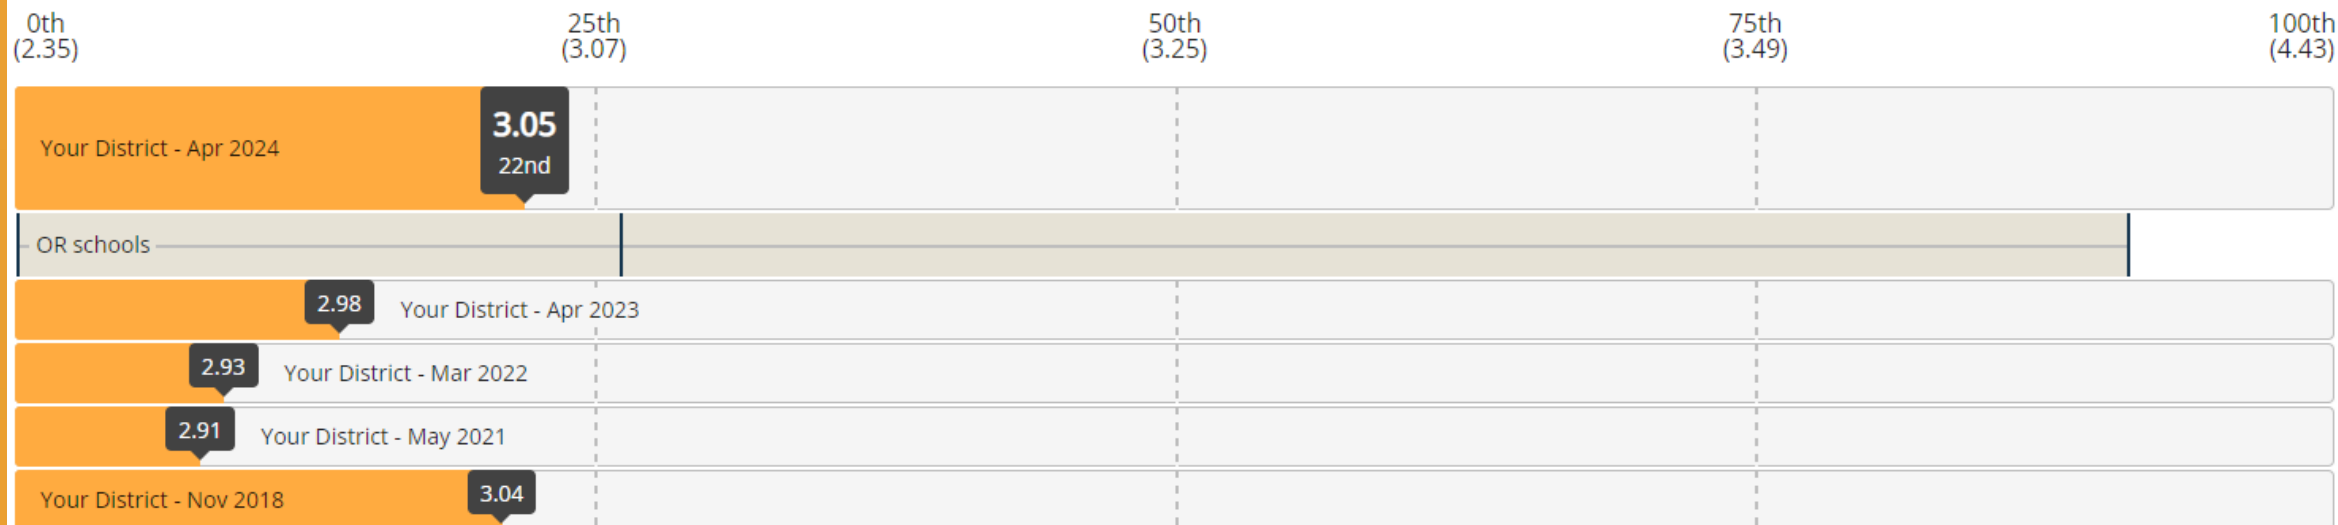 0th 25th 50th 75th 100th
(2.35) (3.07) (3.25) (3.49) (4.43)
3.05
Your District - Apr 2024
22nd
OR schools
2.98 Your District - Apr 2023
2.93 Your District - Mar 2022
2.91 Your District - May 2021
Your District - Nov 2018 3.04